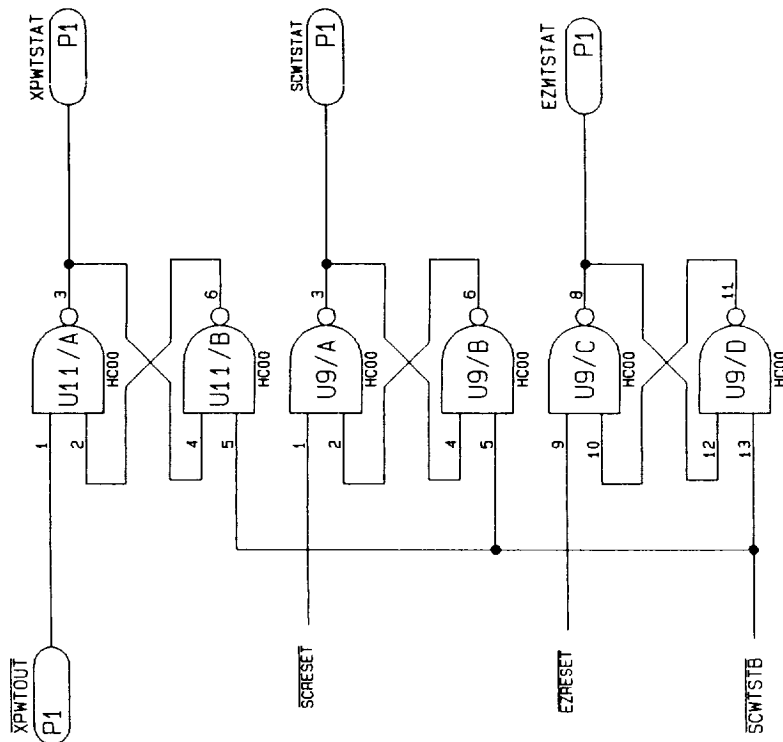 XPWTSTAT
P1
SCWTSTAT
P1
EZWTSTAT
P1
3
U11/A
HC00
1
2
6
U11/B
HC00
4
5
3
U9/A
HC00
1
2
6
U9/B
HC00
4
5
8
U9/C
HC00
9
10
11
U9/D
HC00
12
13
XPWTOUT
P1
SCRESET
EZRESET
SCWTSTB